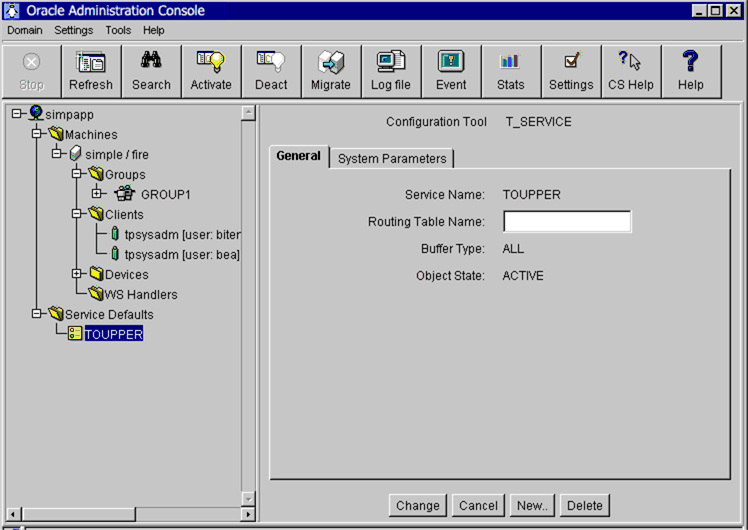 Oracle Administration Console
Domain Settings Tools Help
Stop Refresh Search Activate Deact Migrate Log file Event Stats Settings CS Help Help
simpapp
Machines
simple / fire
Groups
GROUP1
Clients
tpsysadm [user: biter
tpsysadm [user: bea]
Devices
WS Handlers
Service Defaults
TOUPPER
Configuration Tool T_SERVICE
General System Parameters
Service Name: TOUPPER
Routing Table Name:
Buffer Type: ALL
Object State: ACTIVE
Change Cancel New.. Delete